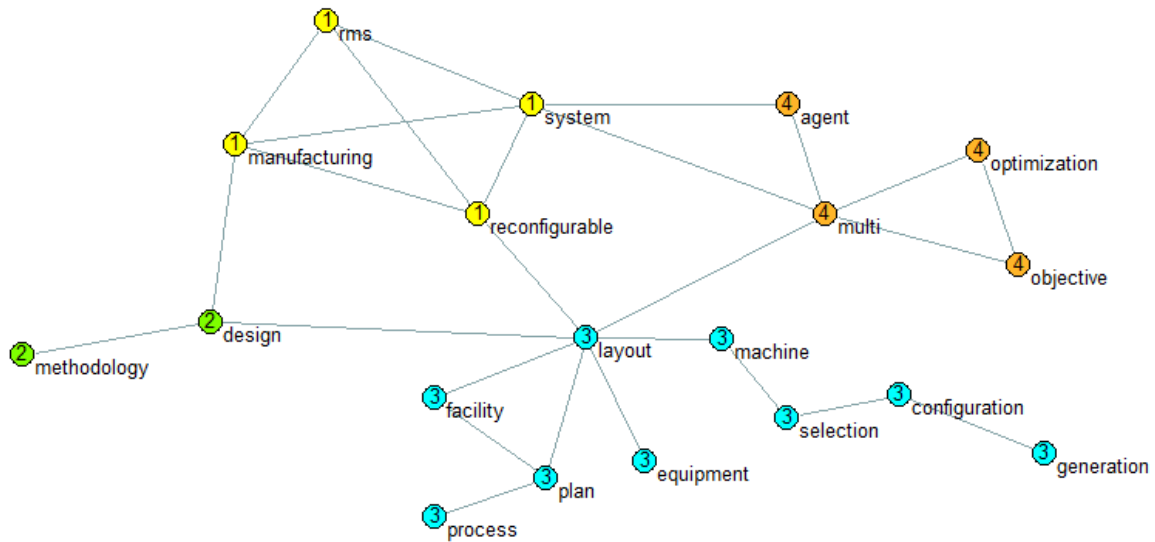 1
rms
1
system
4
agent
1
manufacturing
4
optimization
1
reconfigurable
4
multi
4
objective
2
design
2
methodology
3
layout
3
machine
3
facility
3
configuration
3
selection
3
equipment
3
generation
3
plan
3
process